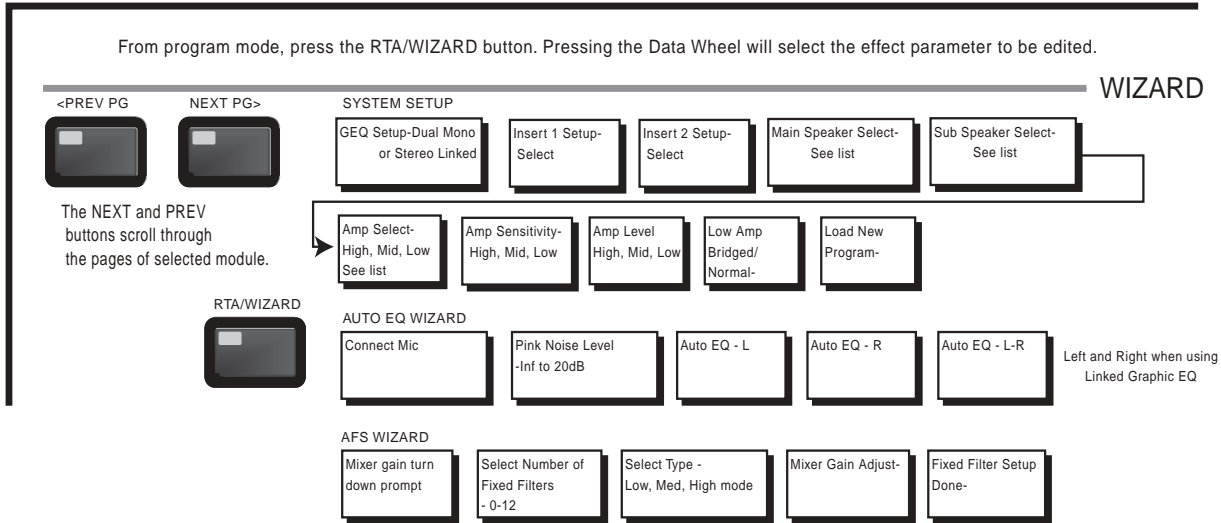 From program mode, press the RTA/WIZARD button. Pressing the Data Wheel will select the effect parameter to be edited.
WIZARD
<PREV PG
NEXT PG>
The NEXT and PREV
buttons scroll through
the pages of selected module.
RTA/WIZARD
SYSTEM SETUP
GEQ Setup-Dual Mono
or Stereo Linked
Insert 1 Setup-
Select
Insert 2 Setup-
Select
Main Speaker Select-
See list
Sub Speaker Select-
See list
Amp Select-
High, Mid, Low
See list
Amp Sensitivity-
High, Mid, Low
Amp Level
High, Mid, Low
Low Amp
Bridged/
Normal-
Load New
Program-
AUTO EQ WIZARD
Connect Mic
Pink Noise Level
-Inf to 20dB
Auto EQ - L
Auto EQ - R
Auto EQ - L-R
Left and Right when using
Linked Graphic EQ
AFS WIZARD
Mixer gain turn
down prompt
Select Number of
Fixed Filters
- 0-12
Select Type -
Low, Med, High mode
Mixer Gain Adjust-
Fixed Filter Setup
Done-